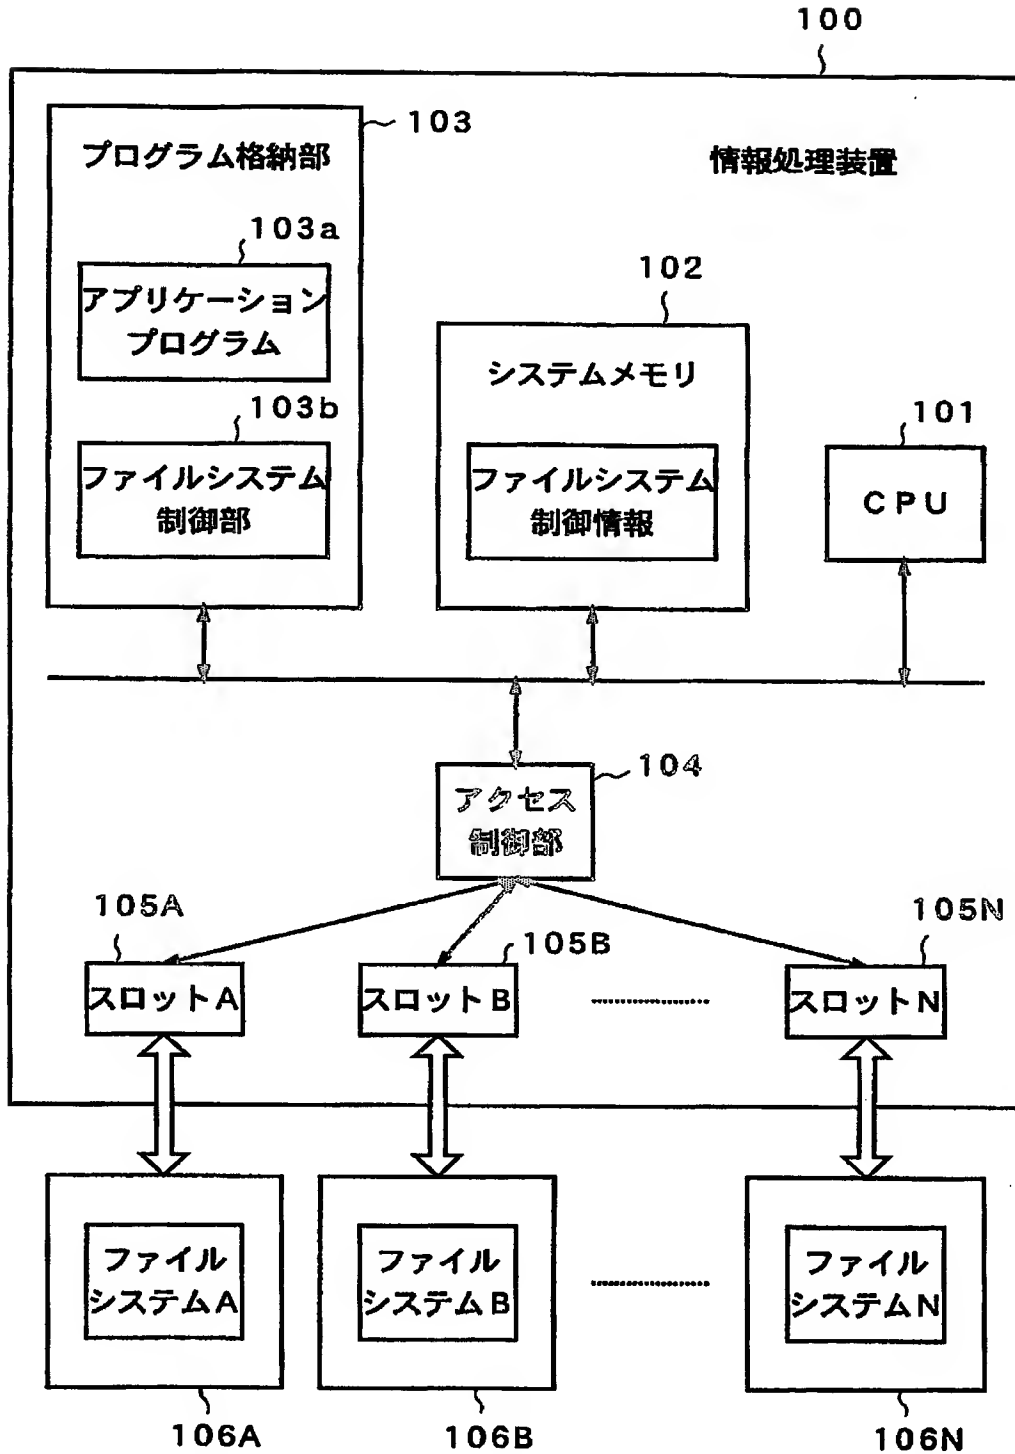 100
103
プログラム格納部
情報処理装置
103a
アプリケーション
プログラム
102
システムメモリ
103b
101
ファイルシステム
制御部
ファイルシステム
制御情報
CPU
104
アクセス
制御部
105A
105B
105N
スロットA
スロットB
スロットN
ファイル
システムA
ファイル
システムB
ファイル
システムN
106A
106B
106N